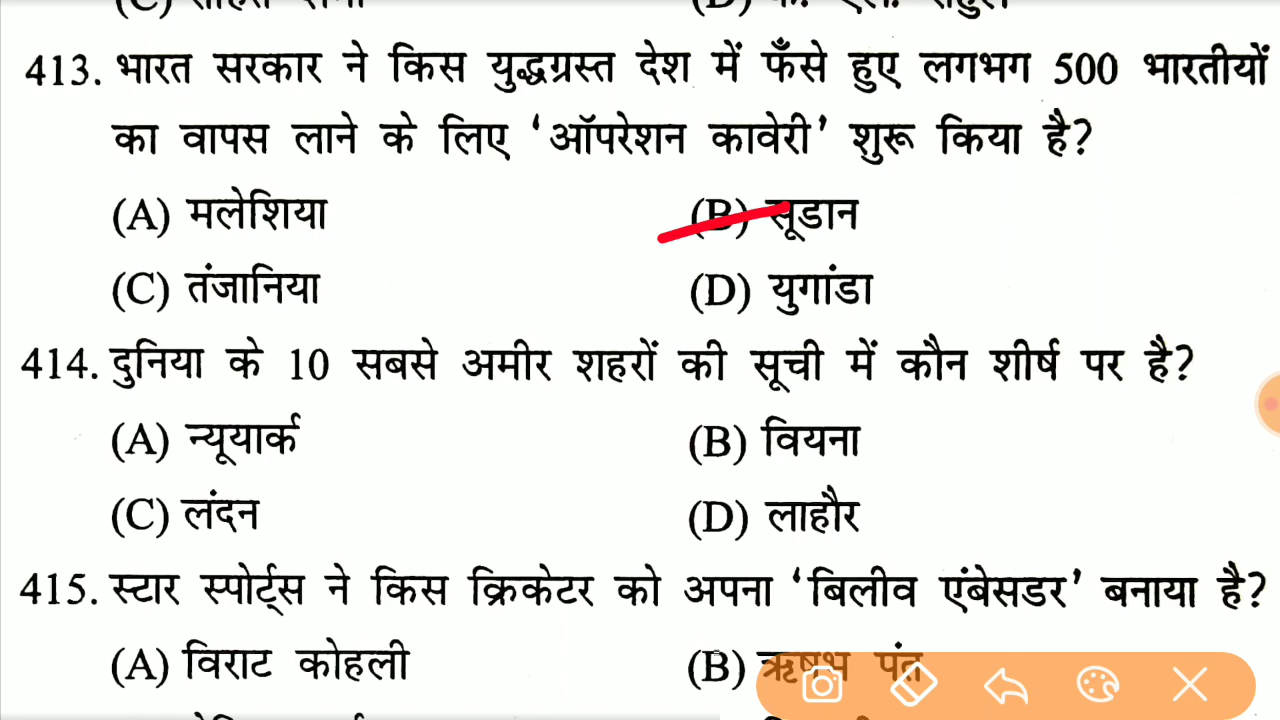 413. भारत सरकार ने किस युद्धग्रस्त देश में फँसे हुए लगभग 500 भारतीयों
का वापस लाने के लिए ‘ऑपरेशन कावेरी’ शुरू किया है?
(A) मलेशिया (B) सूडान
(C) तंजानिया (D) युगांडा
414. दुनिया के 10 सबसे अमीर शहरों की सूची में कौन शीर्ष पर है?
(A) न्यूयार्क (B) वियना
(C) लंदन (D) लाहौर
415. स्टार स्पोर्ट्स ने किस क्रिकेटर को अपना ‘बिलीव एंबेसडर’ बनाया है?
(A) विराट कोहली (B) ऋषभ पंत